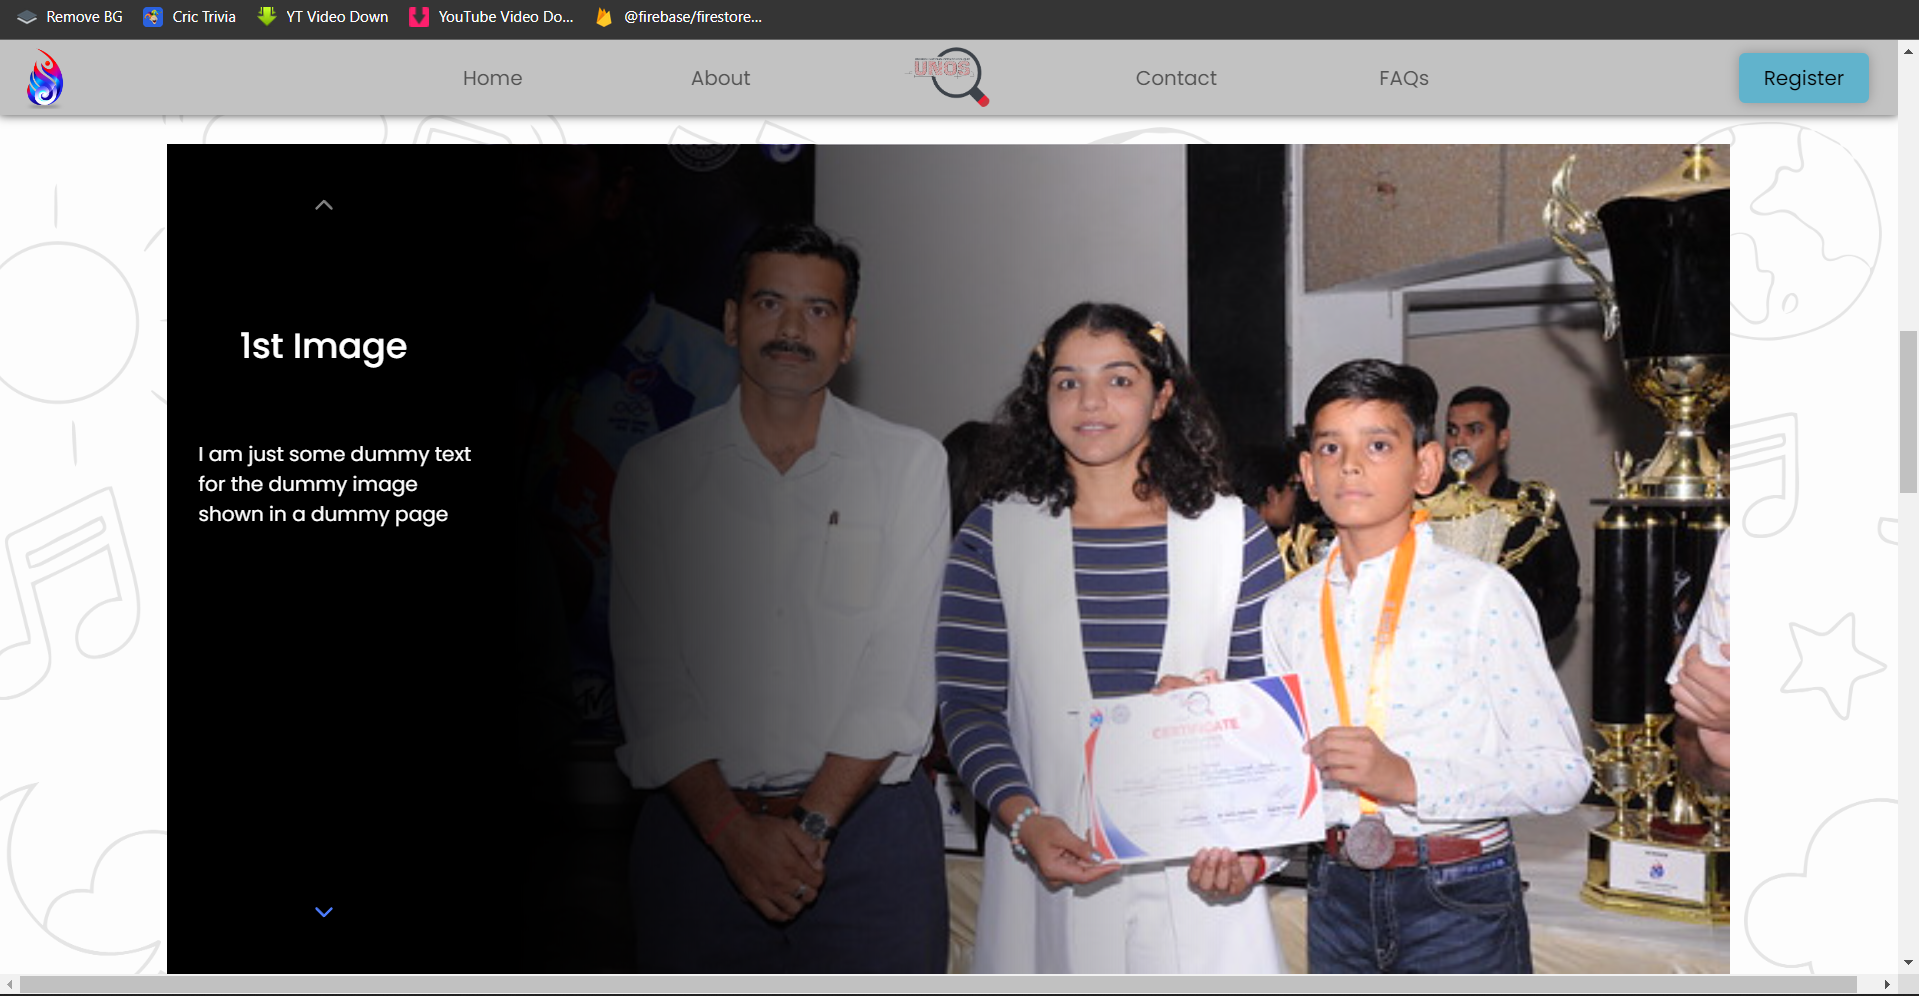 Remove BG
Cric Trivia
YT Video Down
YouTube Video Do...
@firebase/firestore...
Home
About
UNOS
Contact
FAQs
Register
1st Image
I am just some dummy text
for the dummy image
shown in a dummy page
CERTIFICATE